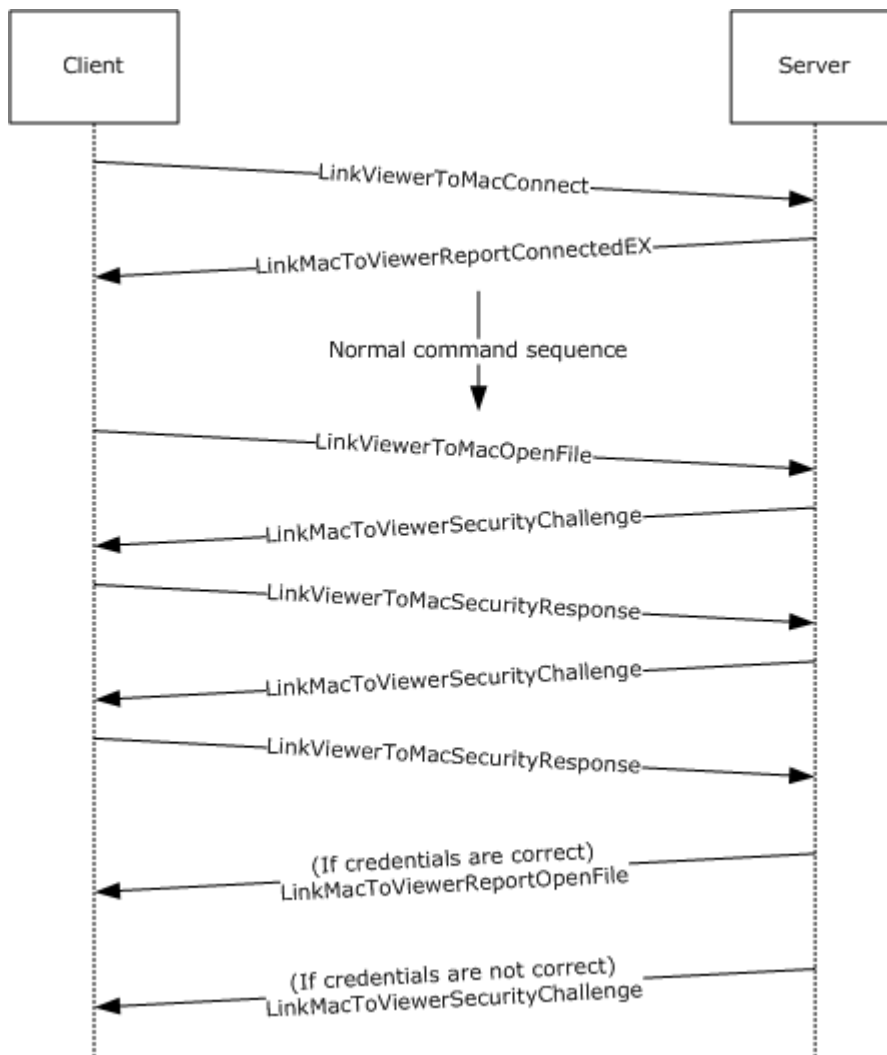 Client
Server
LinkViewerToMacConnect
LinkMacToViewerReportConnectedEX
Normal command sequence
LinkViewerToMacOpenFile
LinkMacToViewerSecurityChallenge
LinkViewerToMacSecurityResponse
LinkMacToViewerSecurityChallenge
LinkViewerToMacSecurityResponse
(If credentials are correct)
LinkMacToViewerReportOpenFile
(If credentials are not correct)
LinkMacToViewerSecurityChallenge